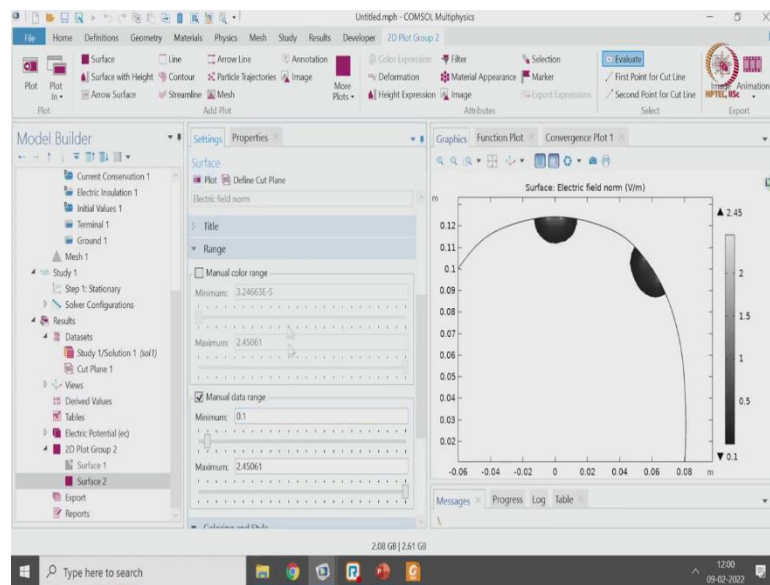 Untitled.mph - COMSOL Multiphysics
File Home Definitions Geometry Materials Physics Mesh Study Results Developer 2D Plot Group 2
Plot
Plot In
Plot
Surface
Surface with Height
Arrow Surface
Line
Contour
Streamline
Arrow Line
Particle Trajectories
Mesh
Annotation
Image
More Plots
Add Plot
Color Expression
Deformation
Height Expression
Filter
Material Appearance
Image
Selection
Marker
Export Expressions
Attributes
Evaluate
First Point for Cut Line
Second Point for Cut Line
Select
Image
Animation
NPTEL, IISc
Export
Model Builder
Current Conservation 1
Electric Insulation 1
Initial Values 1
Terminal 1
Ground 1
Mesh 1
Study 1
Step 1: Stationary
Solver Configurations
Results
Datasets
Study 1/Solution 1 (sol1)
Cut Plane 1
Views
Derived Values
Tables
Electric Potential (ec)
2D Plot Group 2
Surface 1
Surface 2
Export
Reports
Settings Properties
Surface
Plot Define Cut Plane
Electric field norm
Title
Range
Manual color range
Minimum: 3.24663E-5
Maximum: 2.45061
Manual data range
Minimum: 0.1
Maximum: 2.45061
Coloring and Style
Graphics Function Plot Convergence Plot 1
Surface: Electric field norm (V/m)
m
0.12
0.11
0.1
0.09
0.08
0.07
0.06
0.05
0.04
0.03
0.02
-0.06 -0.04 -0.02 0 0.02 0.04 0.06 0.08 m
▲ 2.45
2
1.5
1
0.5
▼ 0.1
Messages Progress Log Table
2.08 GB | 2.61 GB
Type here to search
12:00
09-02-2022